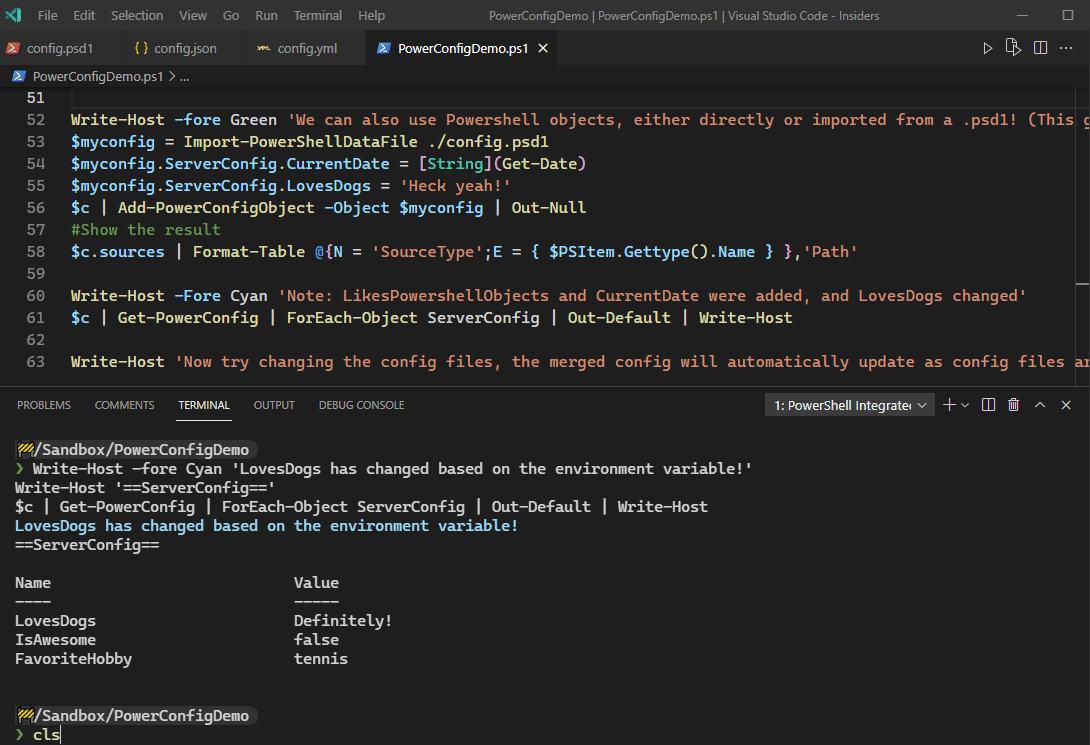 File Edit Selection View Go Run Terminal Help PowerConfigDemo | PowerConfigDemo.ps1 | Visual Studio Code - Insiders
config.psd1 {} config.json config.yml PowerConfigDemo.ps1
PowerConfigDemo.ps1 > ...
51
52 Write-Host -fore Green 'We can also use Powershell objects, either directly or imported from a .psd1! (This g
53 $myconfig = Import-PowerShellDataFile ./config.psd1
54 $myconfig.ServerConfig.CurrentDate = [String](Get-Date)
55 $myconfig.ServerConfig.LovesDogs = 'Heck yeah!'
56 $c | Add-PowerConfigObject -Object $myconfig | Out-Null
57 #Show the result
58 $c.sources | Format-Table @{N = 'SourceType';E = { $PSItem.Gettype().Name } },'Path'
59
60 Write-Host -Fore Cyan 'Note: LikesPowershellObjects and CurrentDate were added, and LovesDogs changed'
61 $c | Get-PowerConfig | ForEach-Object ServerConfig | Out-Default | Write-Host
62
63 Write-Host 'Now try changing the config files, the merged config will automatically update as config files ar
PROBLEMS COMMENTS TERMINAL OUTPUT DEBUG CONSOLE 1: PowerShell Integrate
/Sandbox/PowerConfigDemo
❯ Write-Host -fore Cyan 'LovesDogs has changed based on the environment variable!'
Write-Host '==ServerConfig=='
$c | Get-PowerConfig | ForEach-Object ServerConfig | Out-Default | Write-Host
LovesDogs has changed based on the environment variable!
==ServerConfig==
Name Value
---- -----
LovesDogs Definitely!
IsAwesome false
FavoriteHobby tennis
/Sandbox/PowerConfigDemo
❯ cls